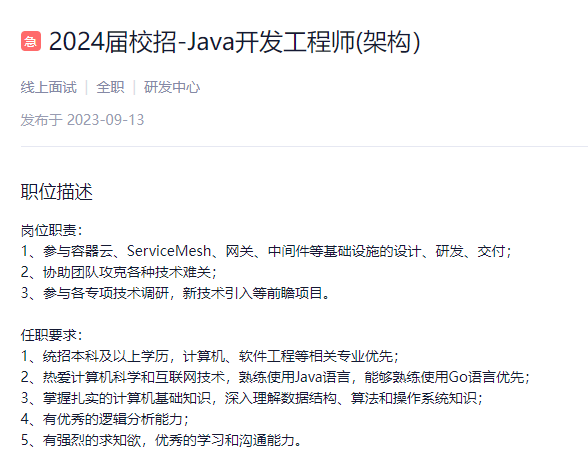 急 2024届校招-Java开发工程师(架构）
线上面试 | 全职 | 研发中心
发布于 2023-09-13
职位描述
岗位职责：
1、参与容器云、ServiceMesh、网关、中间件等基础设施的设计、研发、交付；
2、协助团队攻克各种技术难关；
3、参与各专项技术调研，新技术引入等前瞻项目。
任职要求：
1、统招本科及以上学历，计算机、软件工程等相关专业优先；
2、热爱计算机科学和互联网技术，熟练使用Java语言，能够熟练使用Go语言优先；
3、掌握扎实的计算机基础知识，深入理解数据结构、算法和操作系统知识；
4、有优秀的逻辑分析能力；
5、有强烈的求知欲，优秀的学习和沟通能力。